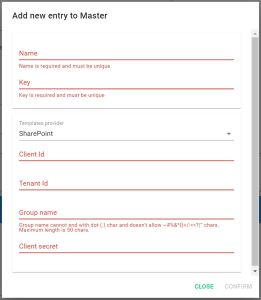 Add new entry to Master
Name
Name is required and must be unique
Key
Key is required and must be unique
Templates provider
SharePoint
Client Id
Tenant Id
Group name
Group name cannot end with dot (.) char and doesn't allow
chars.
Maximum length is 50 chars.
Client secret
CLOSE
CONFIRM